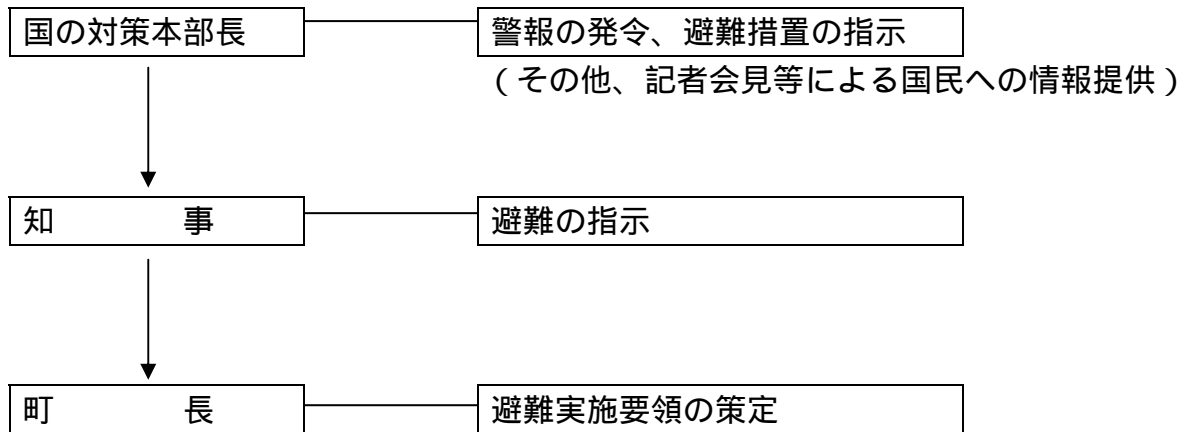 国の対策本部長 警報の発令、避難措置の指示
（その他、記者会見等による国民への情報提供）
知 事 避難の指示
町 長 避難実施要領の策定